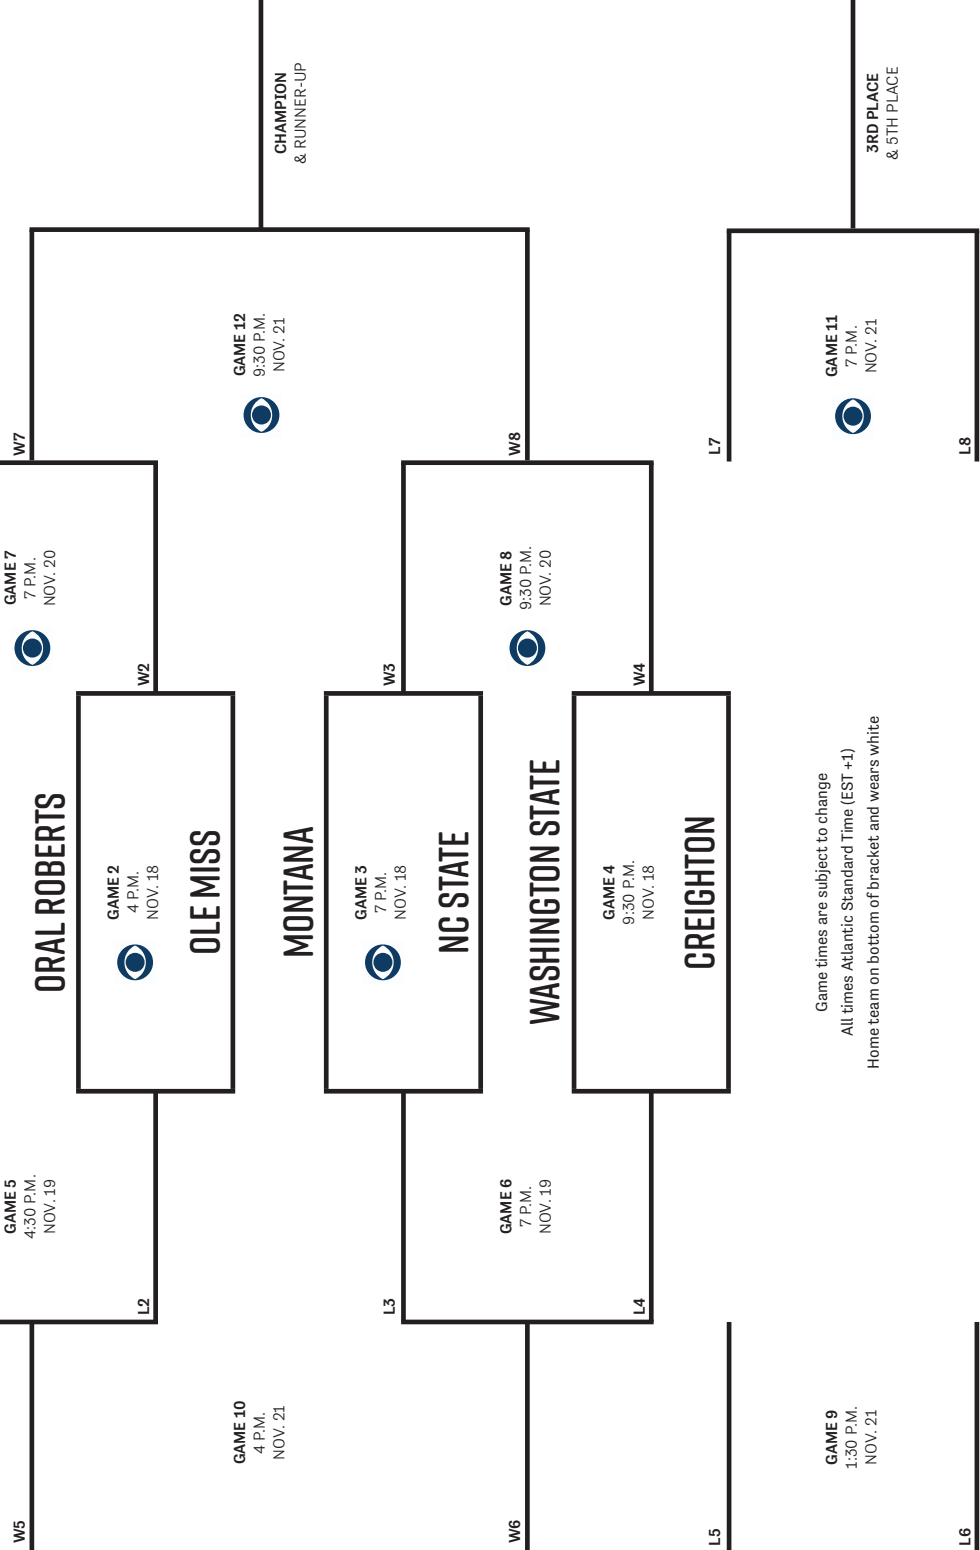 W5
GAME 5
4:30 P.M.
NOV. 19
L2
ORAL ROBERTS
GAME 2
4 P.M.
NOV. 18
OLE MISS
W2
GAME 7
7 P.M.
NOV. 20
W7
GAME 10
4 P.M.
NOV. 21
GAME 12
9:30 P.M.
NOV. 21
CHAMPION
& RUNNER-UP
L3
MONTANA
GAME 3
7 P.M.
NOV. 18
NC STATE
W3
W6
GAME 6
7 P.M.
NOV. 19
GAME 8
9:30 P.M.
NOV. 20
W8
L4
WASHINGTON STATE
GAME 4
9:30 P.M.
NOV. 18
CREIGHTON
W4
L5
GAME 9
1:30 P.M.
NOV. 21
L6
Game times are subject to change
All times Atlantic Standard Time (EST +1)
Home team on bottom of bracket and wears white
L7
GAME 11
7 P.M.
NOV. 21
L8
3RD PLACE
& 5TH PLACE